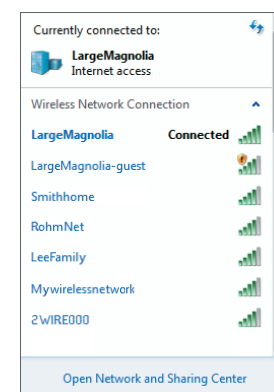 Currently connected to:
LargeMagnolia
Internet access
Wireless Network Connection
LargeMagnolia Connected
LargeMagnolia-guest
Smithhome
RohmNet
LeeFamily
Mywirelessnetwork
2WIRE000
Open Network and Sharing Center